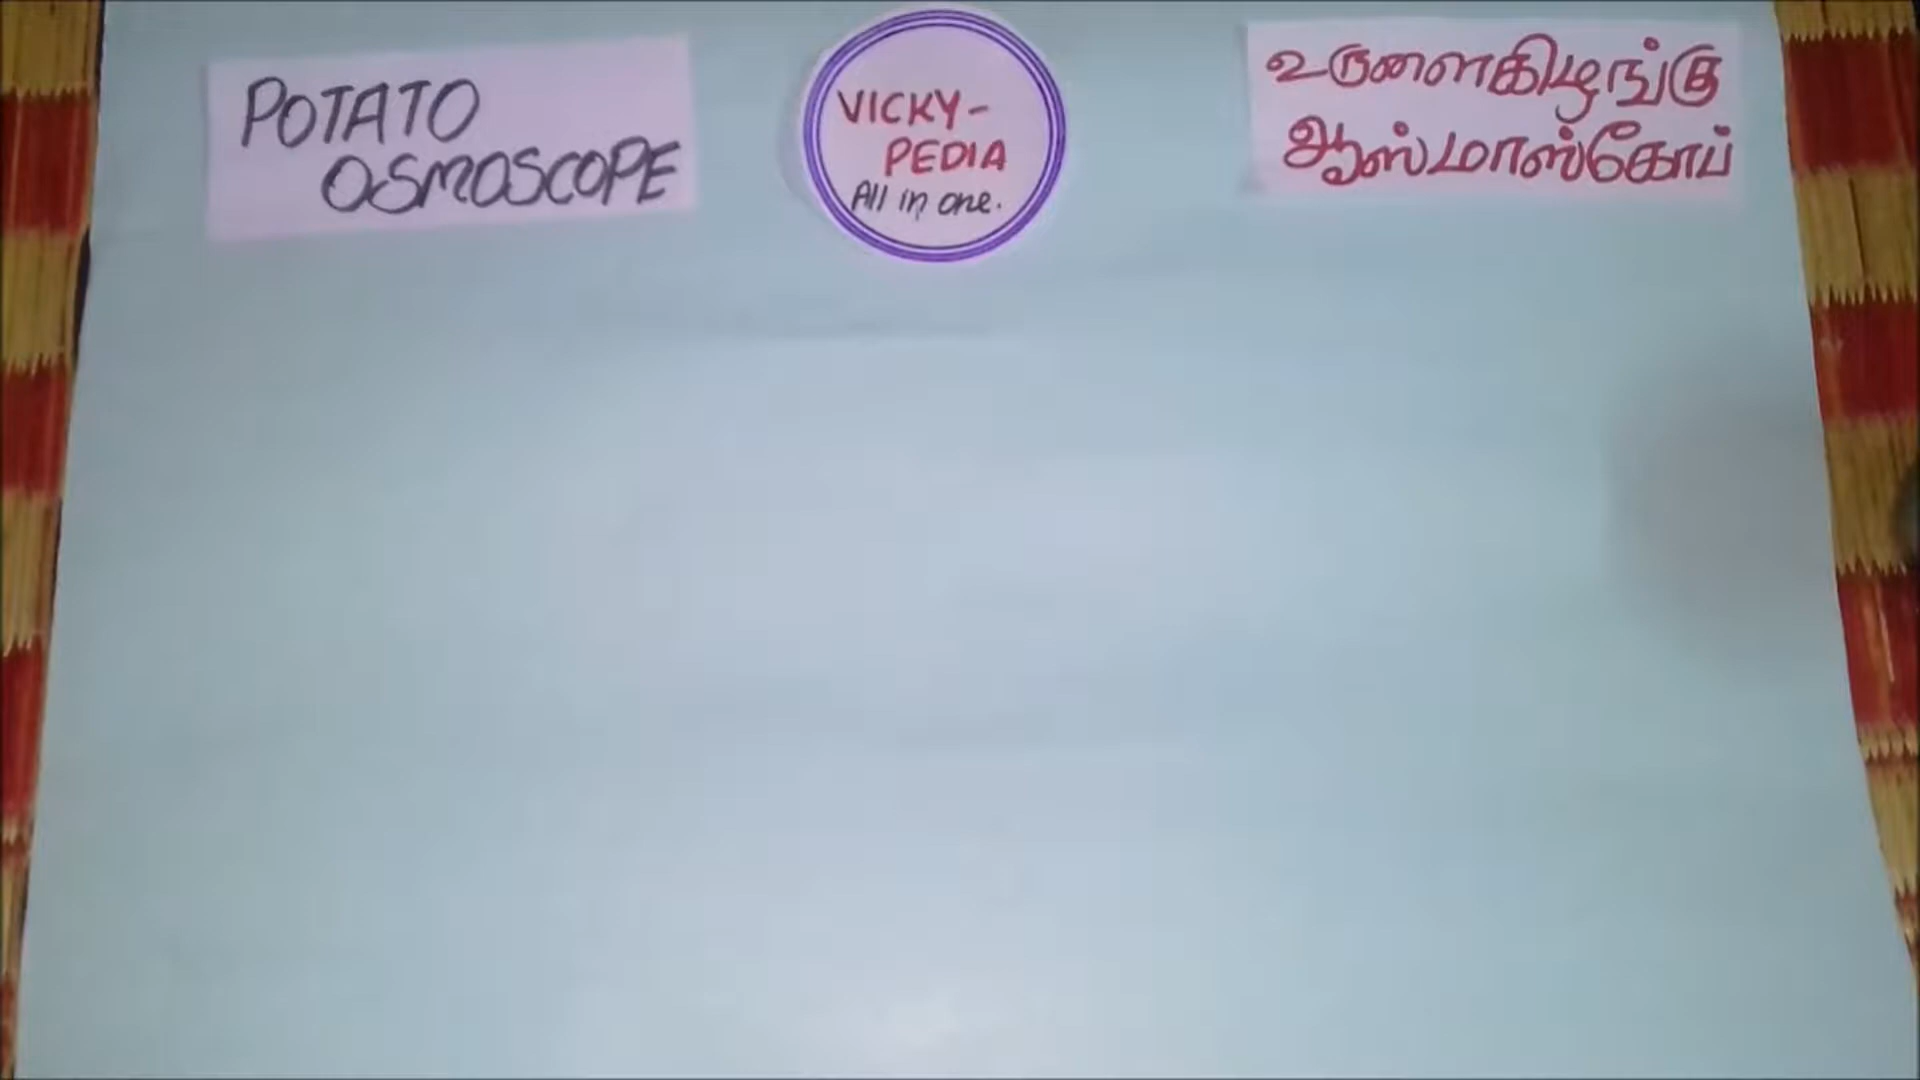 POTATO
OSMOSCOPE
VICKY-
PEDIA
All in one.
உருளைகிழங்கு
ஆஸ்மாஸ்கோப்